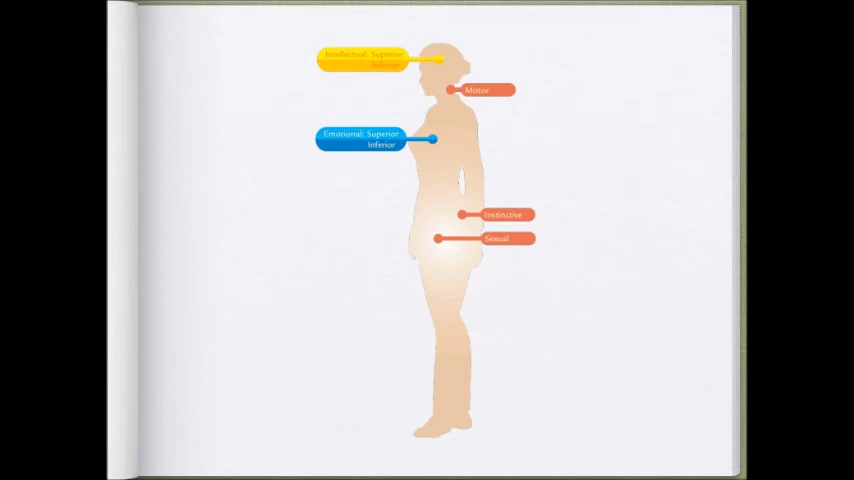 Intellectual: Superior
Inferior
Motor
Emotional: Superior
Inferior
Instinctive
Sexual